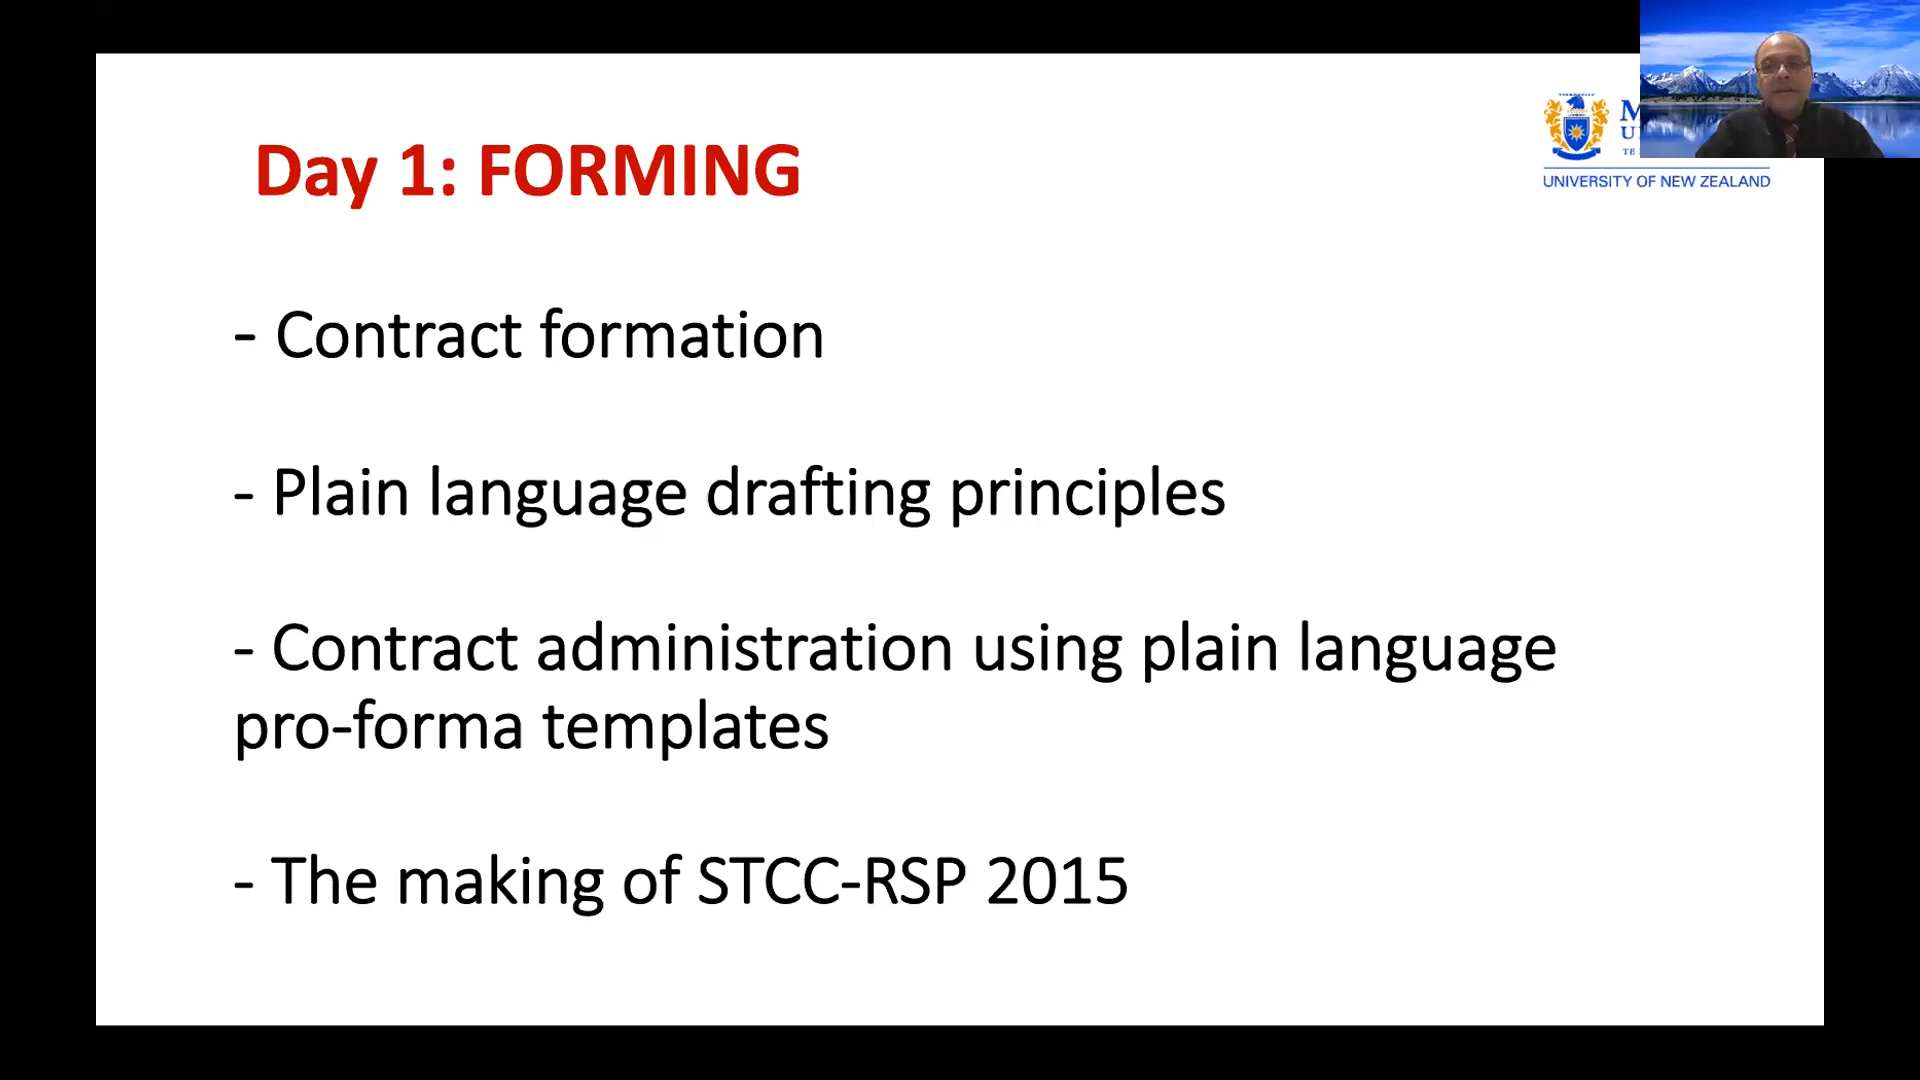 Day 1: FORMING
UNIVERSITY OF NEW ZEALAND
- Contract formation
- Plain language drafting principles
- Contract administration using plain language
pro-forma templates
- The making of STCC-RSP 2015